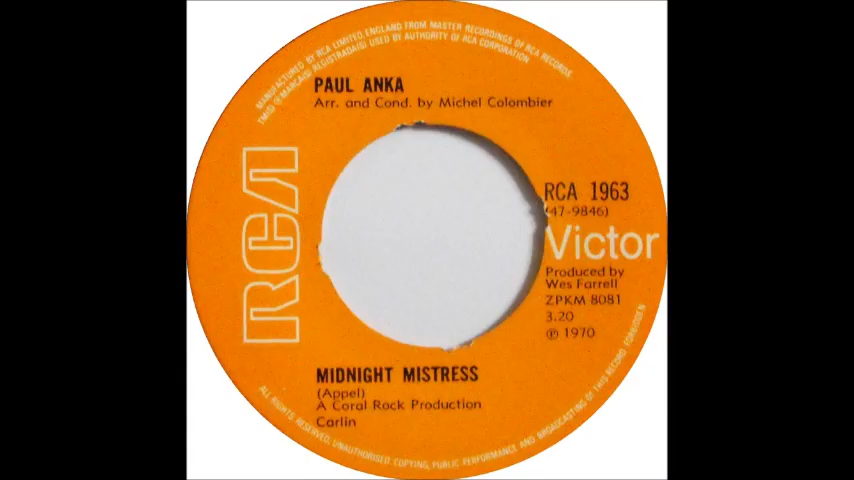 MANUFACTURED BY RCA LIMITED, ENGLAND FROM MASTER RECORDINGS OF RCA RECORDS.
TM(S) ® MARCA(S) REGISTRADA(S) USED BY AUTHORITY OF RCA CORPORATION
PAUL ANKA
Arr. and Cond. by Michel Colombier
RCA
RCA 1963
(47-9846)
Victor
Produced by
Wes Farrell
ZPKM 8081
3.20
℗ 1970
MIDNIGHT MISTRESS
(Appel)
A Coral Rock Production
Carlin
ALL RIGHTS RESERVED. UNAUTHORISED COPYING, PUBLIC PERFORMANCE AND BROADCASTING OF THIS RECORD FORBIDDEN